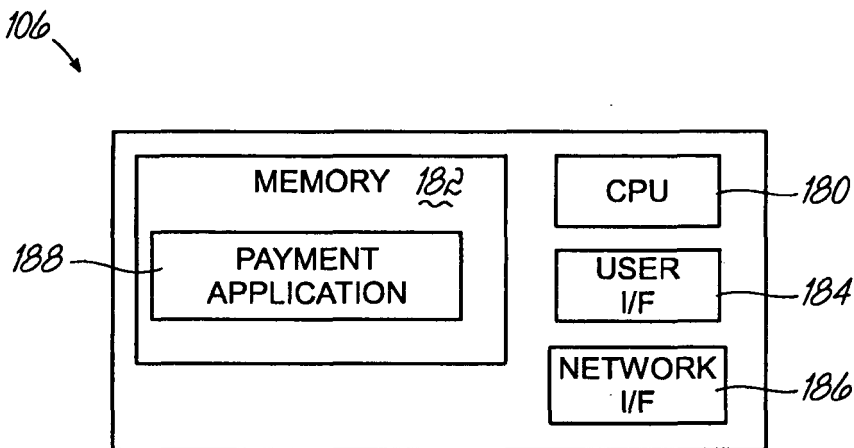 106
MEMORY 182
CPU
180
188
PAYMENT
APPLICATION
USER
I/F
184
NETWORK
I/F
186